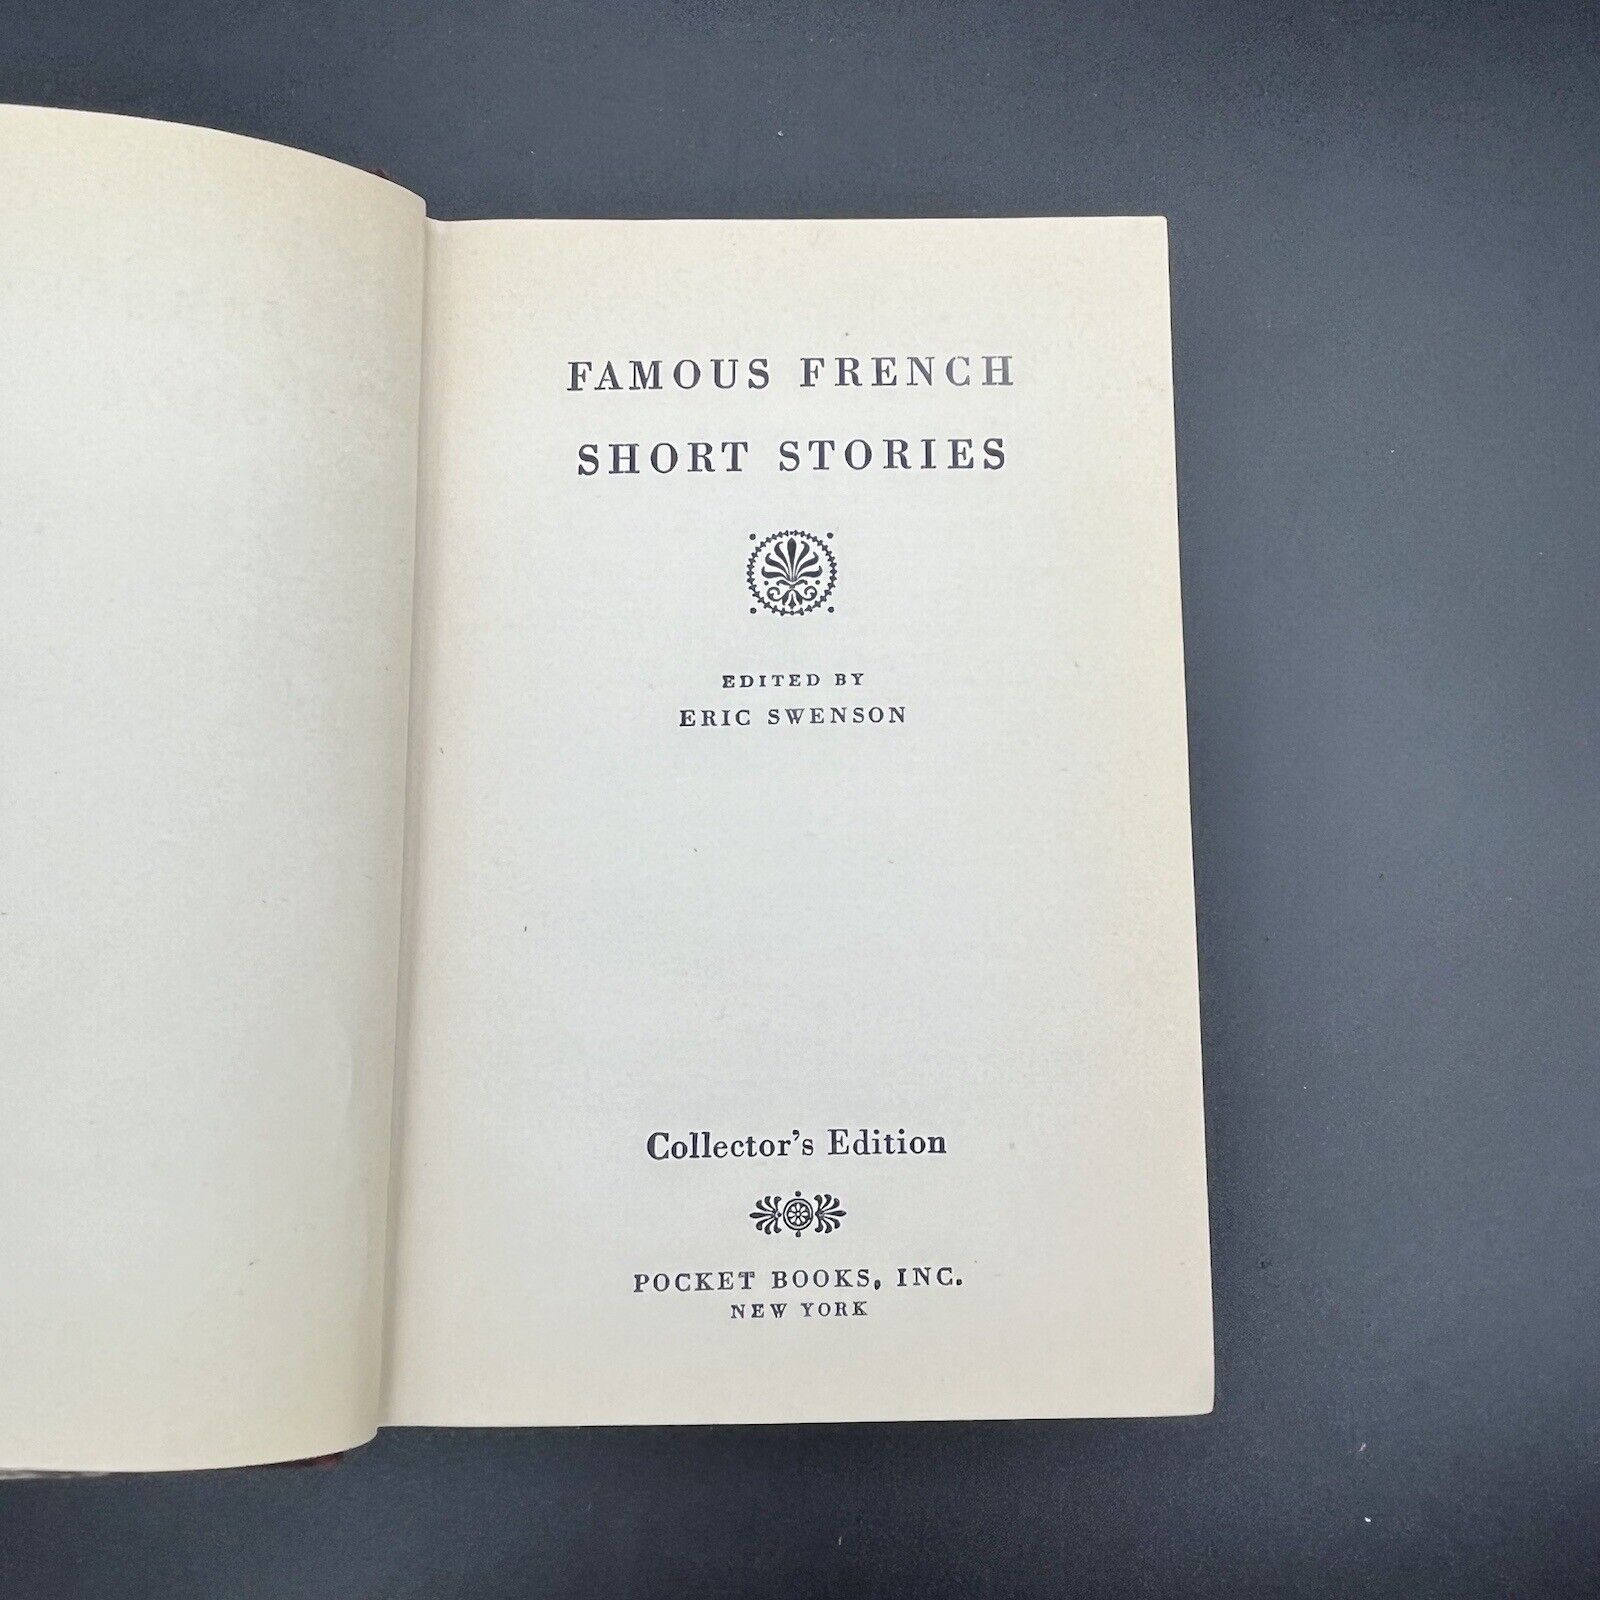 FAMOUS FRENCH
SHORT STORIES
EDITED BY
ERIC SWENSON
Collector's Edition
POCKET BOOKS, INC.
NEW YORK